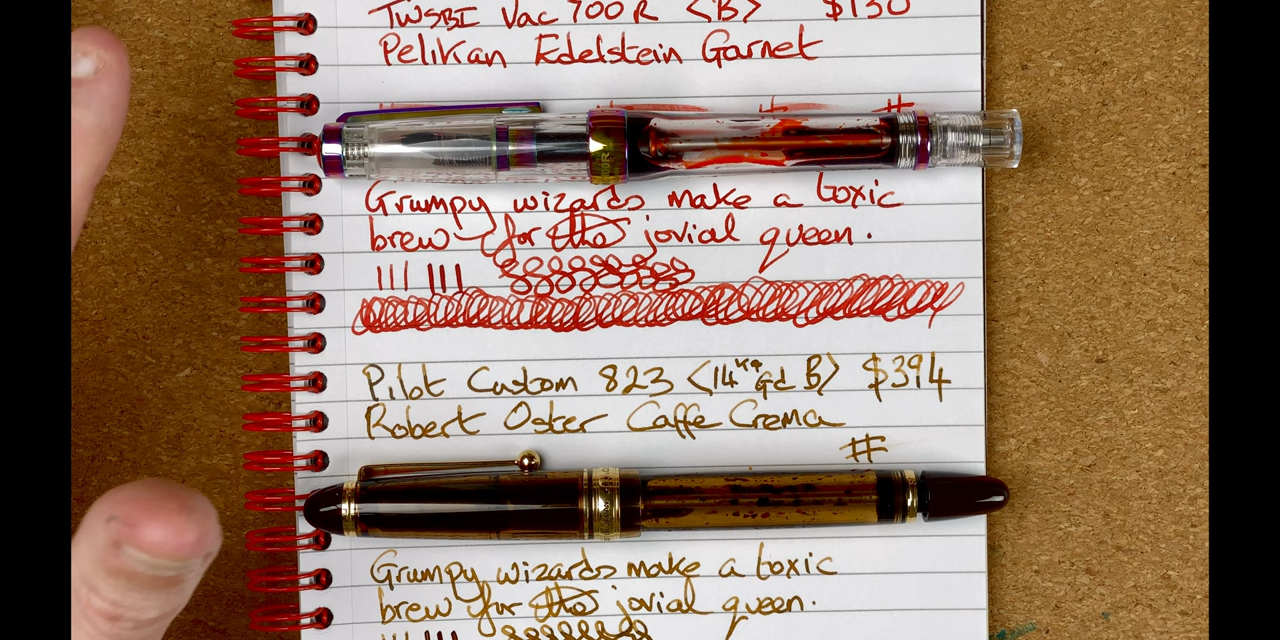 TWSBI Vac 700R <B> $130
Pelikan Edelstein Garnet
#
Grumpy wizards make a toxic
brew for the jovial queen.
Pilot Custom 823 <14kt Gd B> $394
Robert Oster Caffe Crema
#
Grumpy wizards make a toxic
brew for the jovial queen.